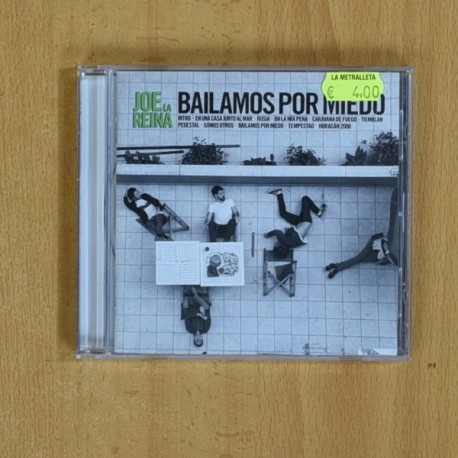 LA METRALLETA
€ 4,00
JOE LA REINA
BAILAMOS POR MIEDO
INTRO · EN UNA CASA JUNTO AL MAR · RUSIA · OH LA MÍA PENA · CARAVANA DE FUEGO · TIEMBLAN
PEDESTAL · SOMOS OTROS · BAILAMOS POR MIEDO · TEMPESTAD · HURACÁN 2000